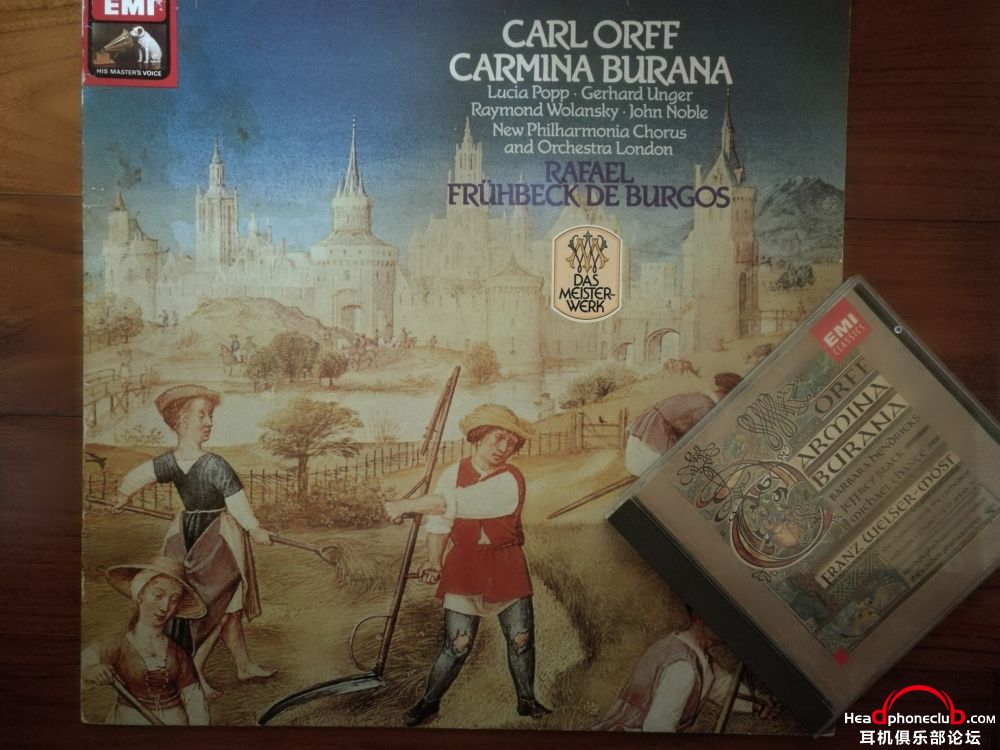 EMI
HIS MASTER'S VOICE
CARL ORFF
CARMINA BURANA
Lucia Popp · Gerhard Unger
Raymond Wolansky · John Noble
New Philharmonia Chorus
and Orchestra London
RAFAEL
FRÜHBECK DE BURGOS
DAS
MEISTER-
WERK
EMI
CLASSICS
ORFF
CARMINA
BURANA
BARBARA HENDRICKS
JEFFREY BLACK
MICHAEL CHANCE
FRANZ WELSER-MÖST
Headphoneclub.com
耳机俱乐部论坛